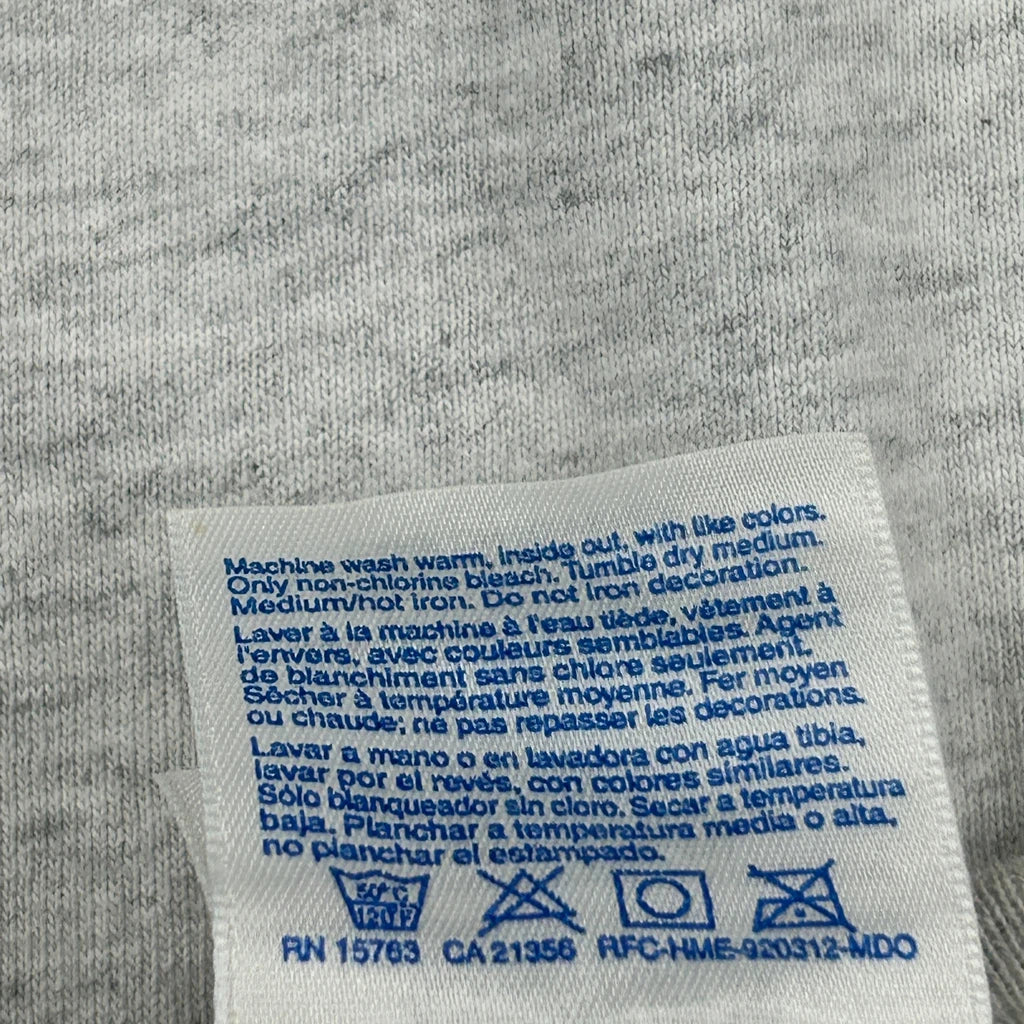 Machine wash warm, inside out, with like colors.
Only non-chlorine bleach. Tumble dry medium.
Medium/hot iron. Do not iron decoration.
Laver à la machine à l'eau tiède, vêtement à
l'envers, avec couleurs semblables. Agent
de blanchiment sans chlore seulement.
Sécher à température moyenne. Fer moyen
ou chaude; ne pas repasser les decorations.
Lavar a mano o en lavadora con agua tibia,
lavar por el revés, con colores similares.
Sólo blanqueador sin cloro. Secar a temperatura
baja. Planchar a temperatura media o alta,
no planchar el estampado.
50°C
120°F
RN 15763 CA 21356 RFC-HME-920312-MDO